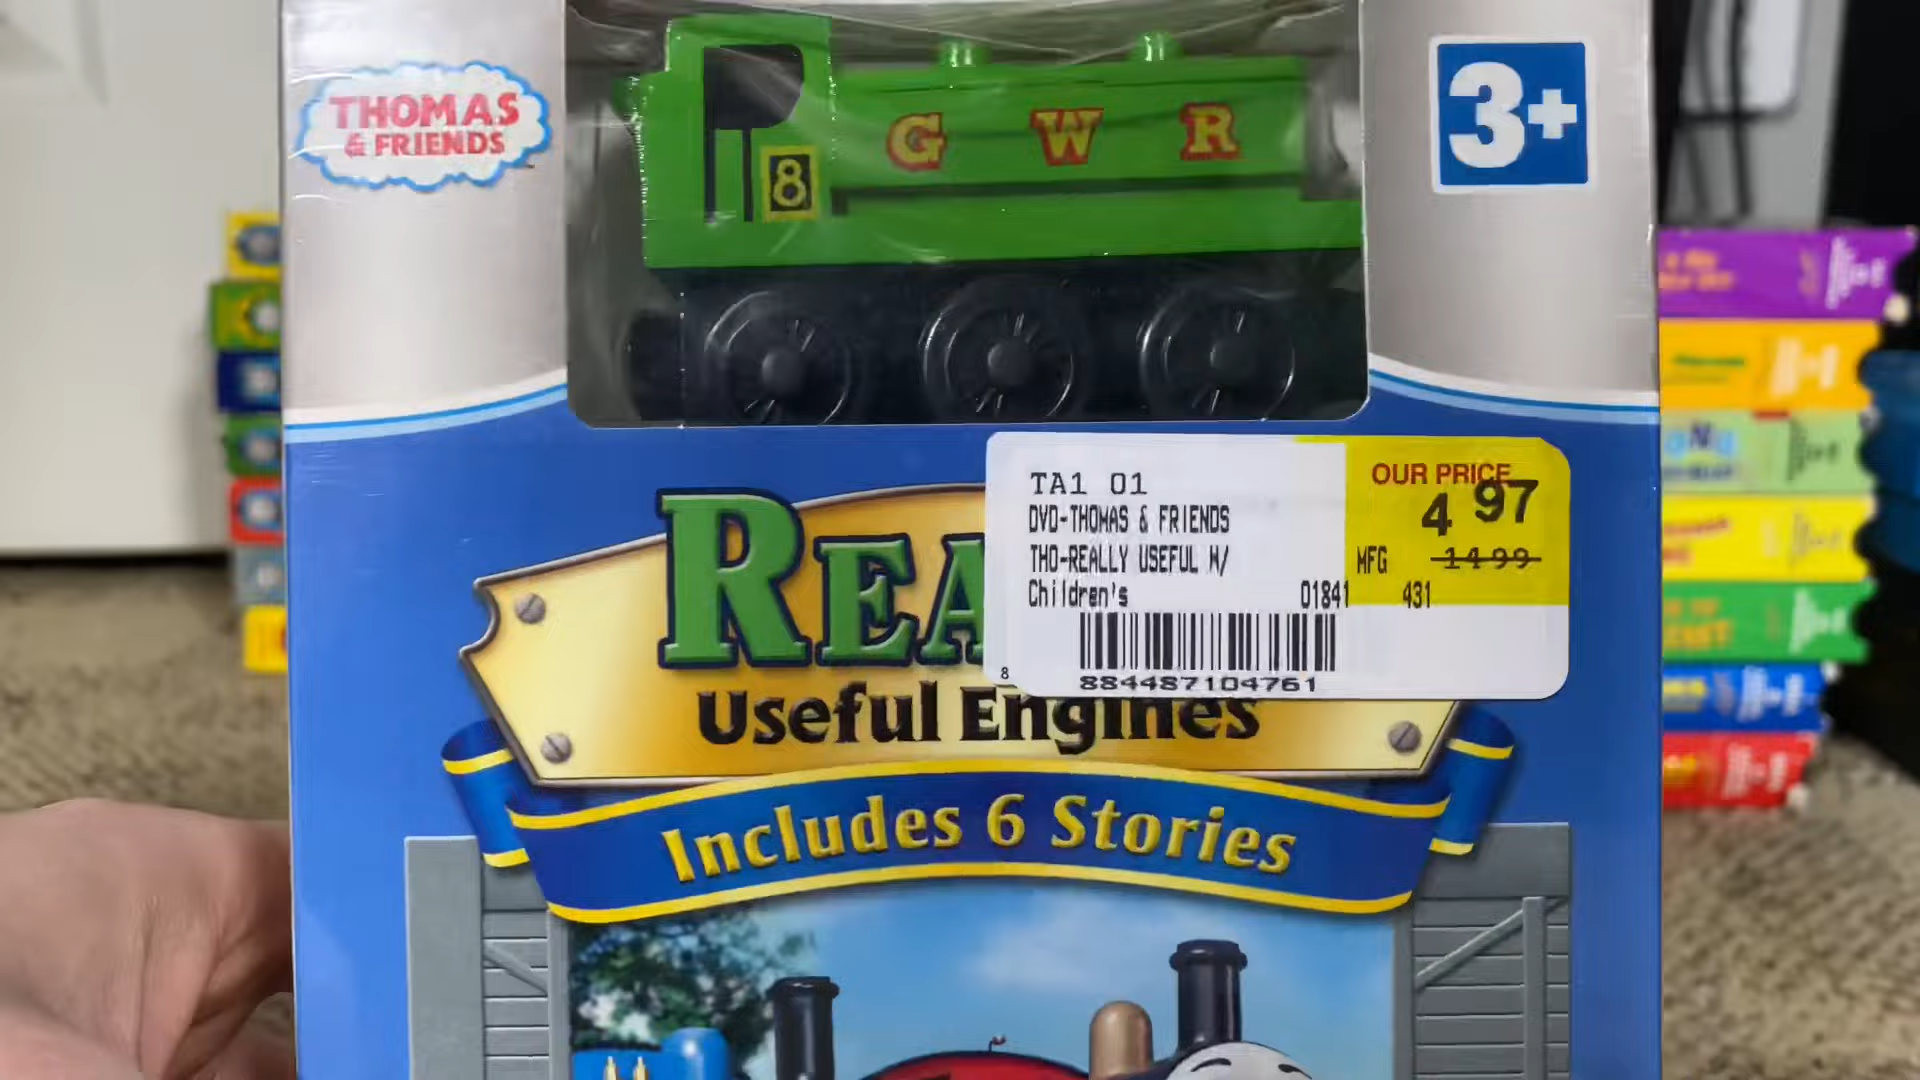 THOMAS
& FRIENDS
G W R
8
3+
TA1 01
DVD-THOMAS & FRIENDS
THO-REALLY USEFUL W/
Children's
01841 431
OUR PRICE
4 97
MFG 14 99
8 884487104761
REA
Useful Engines
Includes 6 Stories